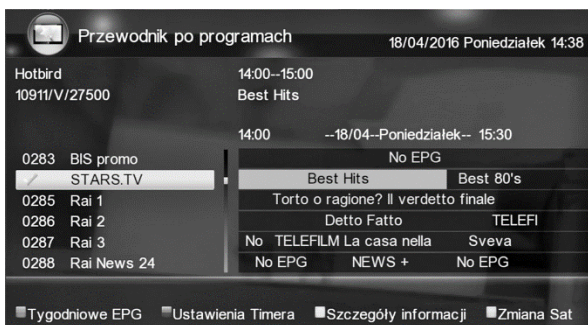 Przewodnik po programach
18/04/2016 Poniedziałek 14:38
Hotbird
10911/V/27500
14:00--15:00
Best Hits
14:00 --18/04--Poniedziałek-- 15:30
0283 BIS promo No EPG
STARS.TV Best Hits Best 80's
0285 Rai 1 Torto o ragione? Il verdetto finale
0286 Rai 2 Detto Fatto TELEFI
0287 Rai 3 No TELEFILM La casa nella Sveva
0288 Rai News 24 No EPG NEWS + No EPG
Tygodniowe EPG Ustawienia Timera Szczegóły informacji Zmiana Sat